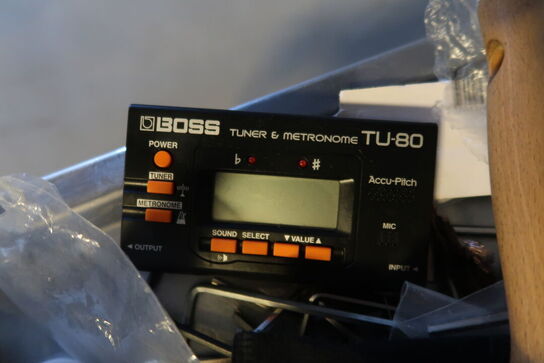 BOSS TUNER & METRONOME TU-80
POWER
♭ ♯
TUNER
Accu-Pitch
METRONOME
MIC
SOUND SELECT ▼ VALUE ▲
◄ OUTPUT
INPUT ◄